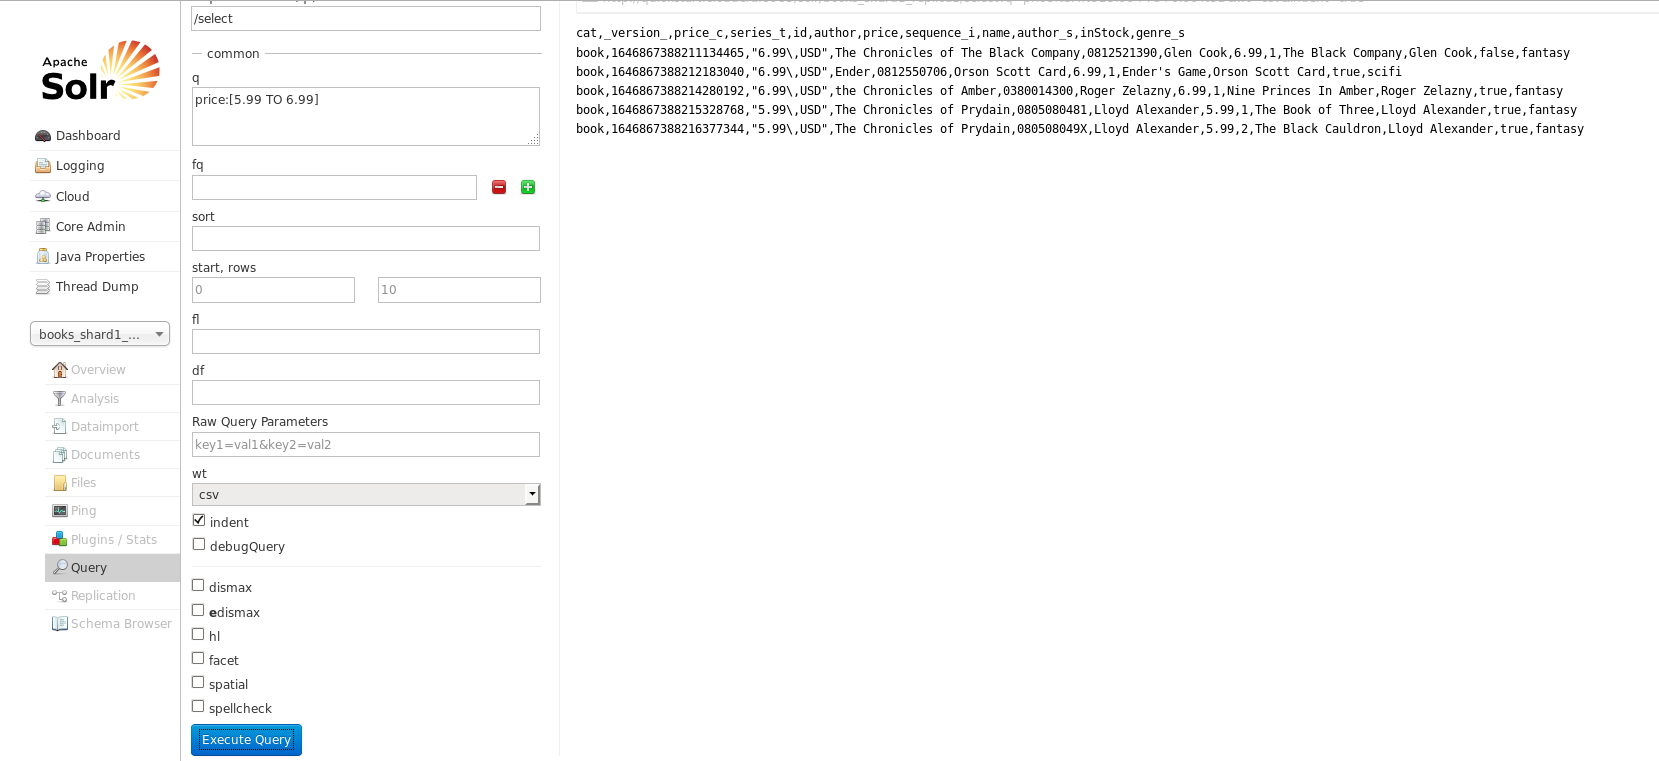 /select
common
q
price:[5.99 TO 6.99]
fq
sort
start, rows
0 10
fl
df
Raw Query Parameters
key1=val1&key2=val2
wt
csv
indent
debugQuery
dismax
edismax
hl
facet
spatial
spellcheck
Execute Query
Apache
Solr
Dashboard
Logging
Cloud
Core Admin
Java Properties
Thread Dump
books_shard1_...
Overview
Analysis
Dataimport
Documents
Files
Ping
Plugins / Stats
Query
Replication
Schema Browser
cat,_version_,price_c,series_t,id,author,price,sequence_i,name,author_s,inStock,genre_s
book,1646867388211134465,"6.99\,USD",The Chronicles of The Black Company,0812521390,Glen Cook,6.99,1,The Black Company,Glen Cook,false,fantasy
book,1646867388212183040,"6.99\,USD",Ender,0812550706,Orson Scott Card,6.99,1,Ender's Game,Orson Scott Card,true,scifi
book,1646867388214280192,"6.99\,USD",the Chronicles of Amber,0380014300,Roger Zelazny,6.99,1,Nine Princes In Amber,Roger Zelazny,true,fantasy
book,1646867388215328768,"5.99\,USD",The Chronicles of Prydain,0805080481,Lloyd Alexander,5.99,1,The Book of Three,Lloyd Alexander,true,fantasy
book,1646867388216377344,"5.99\,USD",The Chronicles of Prydain,080508049X,Lloyd Alexander,5.99,2,The Black Cauldron,Lloyd Alexander,true,fantasy